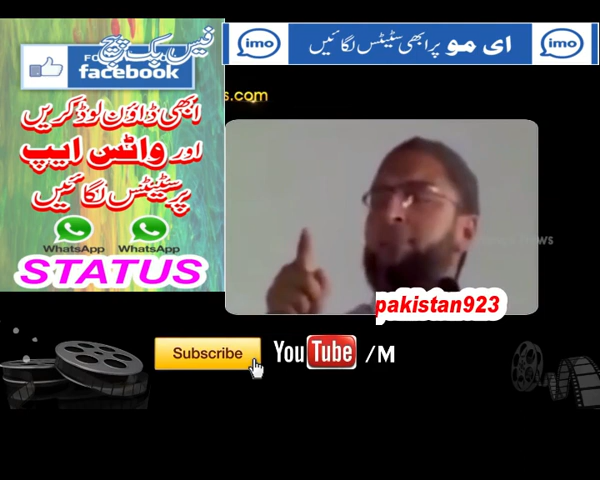 imo
ای مو پر ابھی سٹیٹس لگائیں
imo
فیس بک پیج
facebook
s.com
ابھی ڈاؤن لوڈ کریں
اور واٹس ایپ
پر سٹیٹس لگائیں
WhatsApp
WhatsApp
STATUS
NEWS
pakistan923
Subscribe
YouTube /M